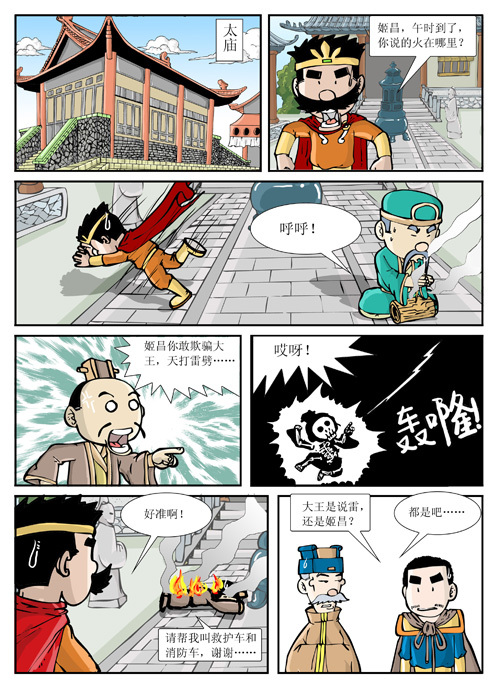 太庙
姬昌，午时到了，
你说的火在哪里？
呼呼！
姬昌你敢欺骗大
王，天打雷劈……
哎呀！
轰隆!
好准啊！
请帮我叫救护车和
消防车，谢谢……
大王是说雷，
还是姬昌？
都是吧……